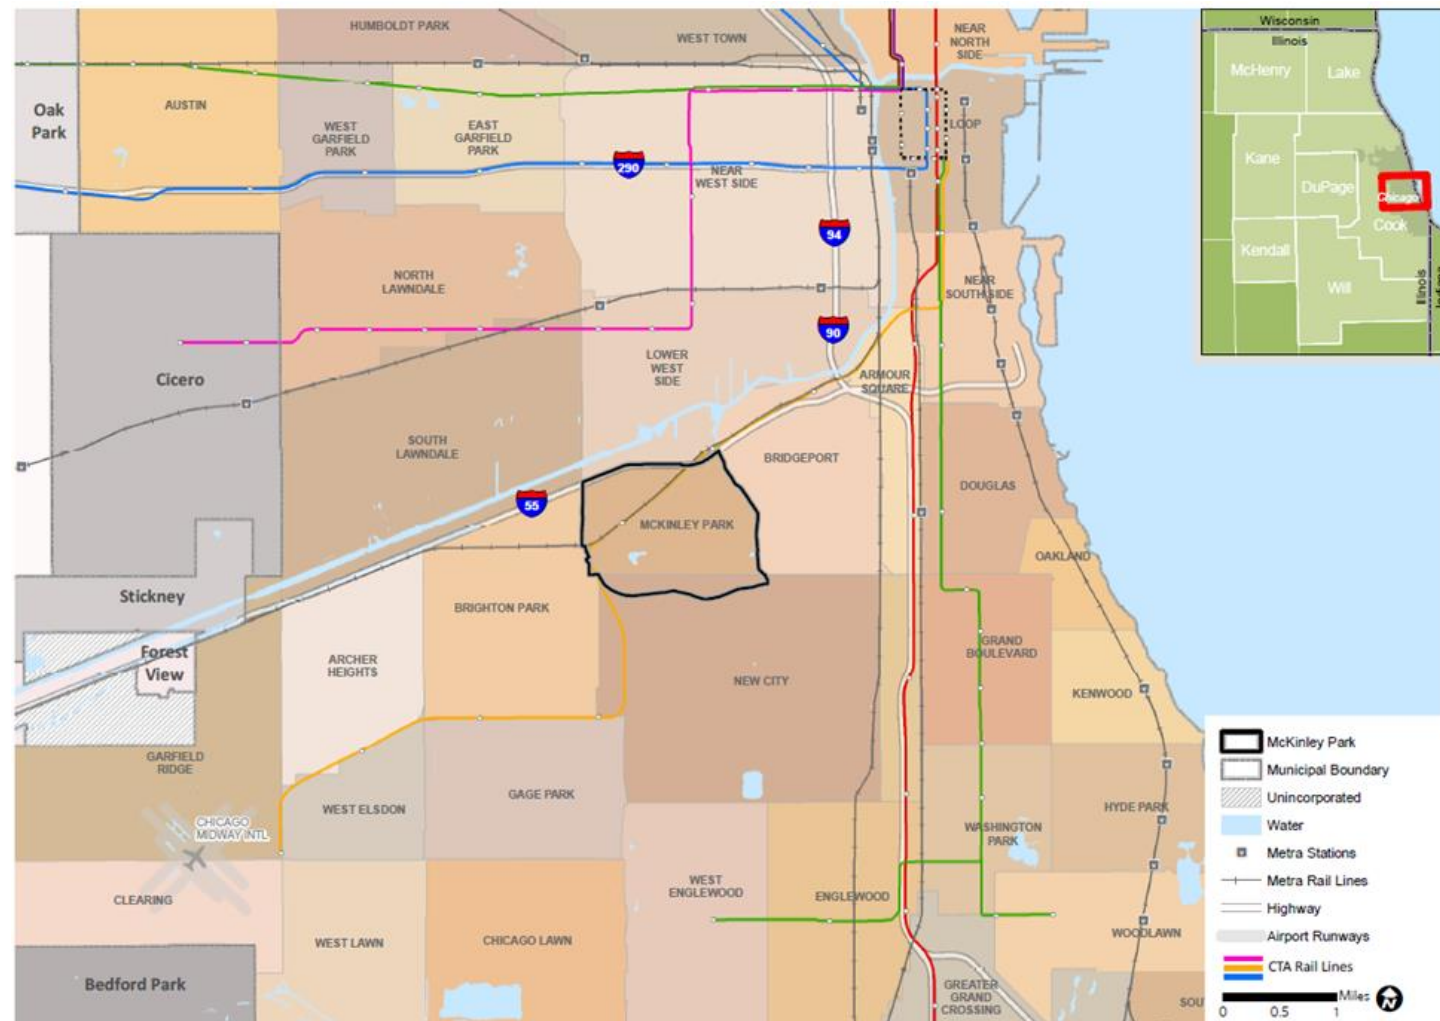 HUMBOLDT PARK
WEST TOWN
NEAR
NORTH
SIDE
Oak
Park
AUSTIN
WEST
GARFIELD
PARK
EAST
GARFIELD
PARK
LOOP
290
NEAR
WEST SIDE
94
NORTH
LAWNDALE
NEAR
SOUTH SIDE
90
Cicero
LOWER
WEST
SIDE
ARMOUR
SQUARE
SOUTH
LAWNDALE
BRIDGEPORT
DOUGLAS
55
MCKINLEY PARK
OAKLAND
Stickney
BRIGHTON PARK
Forest
View
ARCHER
HEIGHTS
GRAND
BOULEVARD
NEW CITY
KENWOOD
GARFIELD
RIDGE
WEST ELSDON
GAGE PARK
HYDE PARK
CHICAGO
MIDWAY INTL
WASHINGTON
PARK
CLEARING
WEST
ENGLEWOOD
ENGLEWOOD
WEST LAWN
CHICAGO LAWN
WOODLAWN
Bedford Park
GREATER
GRAND
CROSSING
SOU
Wisconsin
Illinois
McHenry
Lake
Kane
DuPage
Chicago
Cook
Kendall
Will
Illinois
Indiana
McKinley Park
Municipal Boundary
Unincorporated
Water
Metra Stations
Metra Rail Lines
Highway
Airport Runways
CTA Rail Lines
Miles
N
0 0.5 1